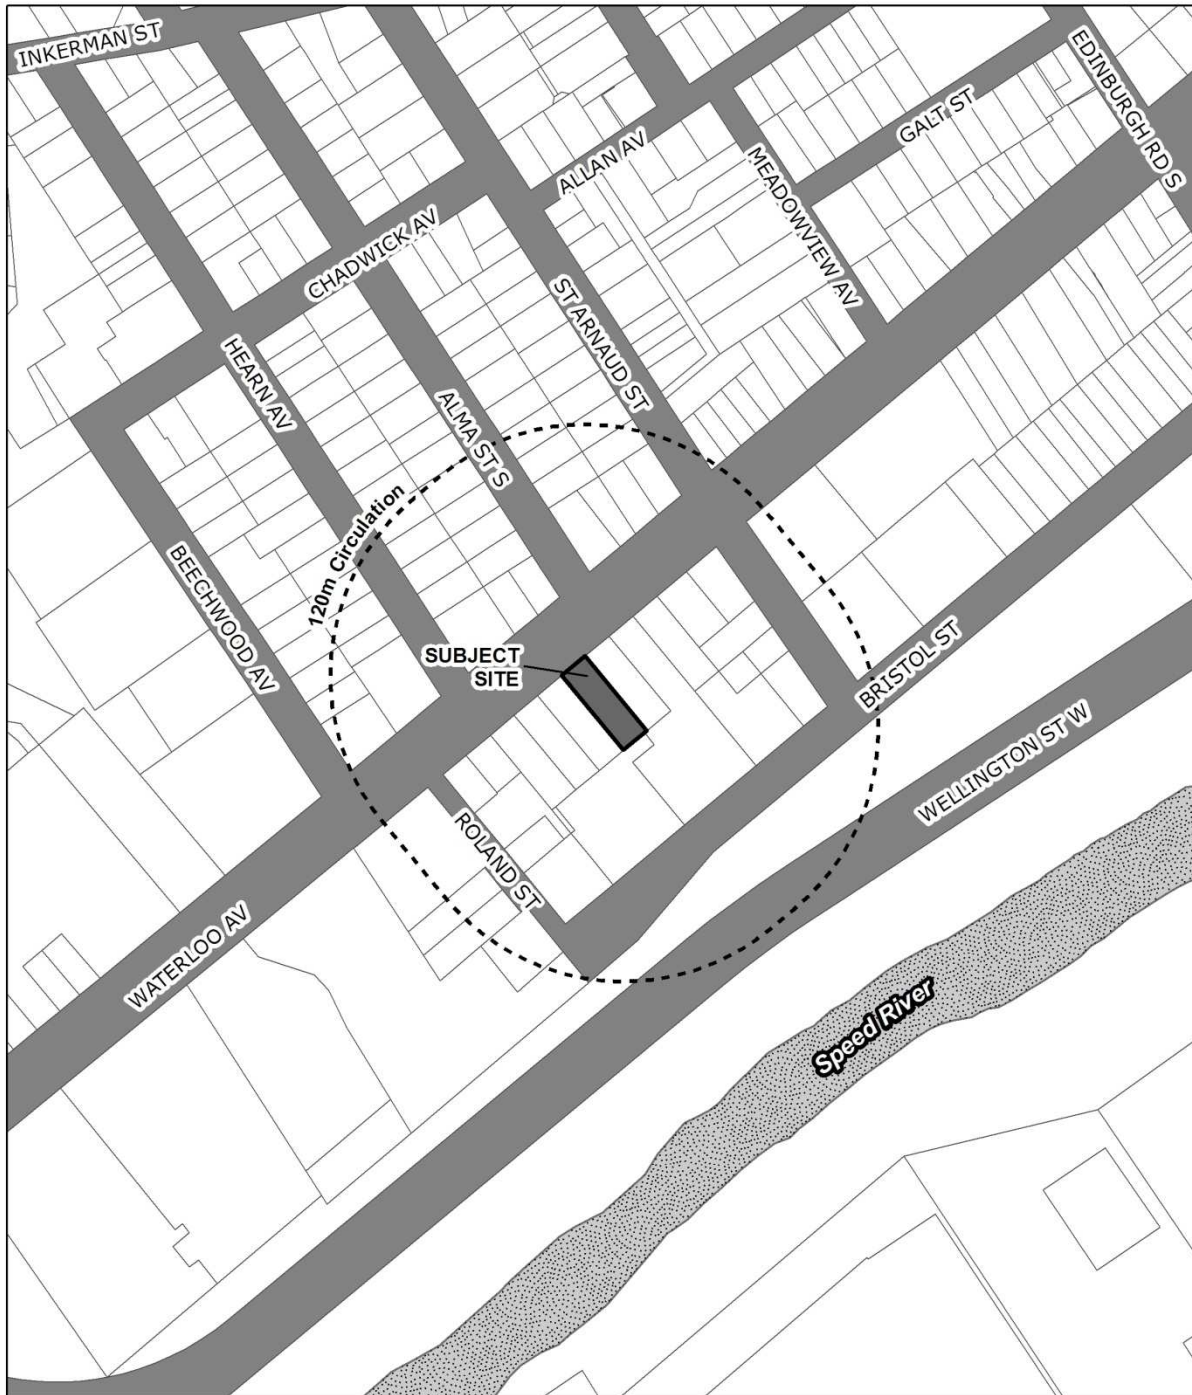 INKERMAN ST
EDINBURGH RD S
GALT ST
ALLAN AV
MEADOWVIEW AV
CHADWICK AV
ST ARNAUD ST
HEARN AV
ALMA ST S
120m Circulation
BEECHWOOD AV
SUBJECT
SITE
BRISTOL ST
WELLINGTON ST W
ROLAND ST
WATERLOO AV
Speed River